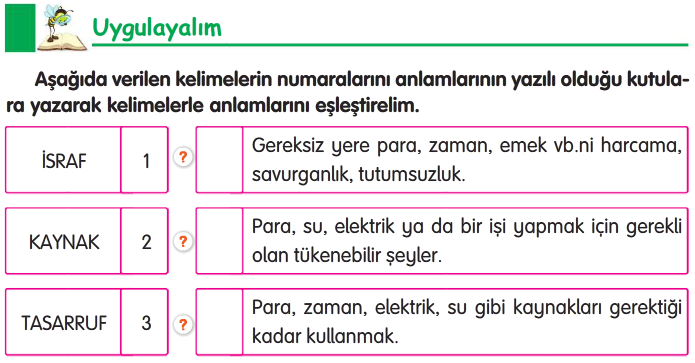 Uygulayalım
Aşağıda verilen kelimelerin numaralarını anlamlarının yazılı olduğu kutula-
ra yazarak kelimelerle anlamlarını eşleştirelim.
İSRAF 1 ? Gereksiz yere para, zaman, emek vb.ni harcama,
savurganlık, tutumsuzluk.
KAYNAK 2 ? Para, su, elektrik ya da bir işi yapmak için gerekli
olan tükenebilir şeyler.
TASARRUF 3 ? Para, zaman, elektrik, su gibi kaynakları gerektiği
kadar kullanmak.